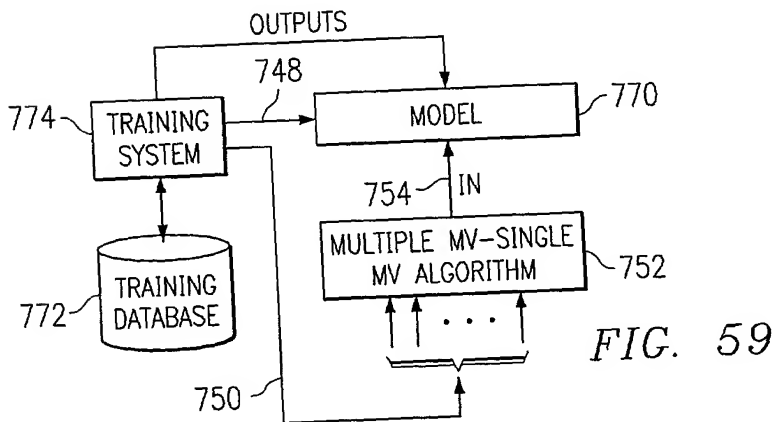 OUTPUTS
748
774
TRAINING
SYSTEM
MODEL
770
754
IN
MULTIPLE MV-SINGLE
MV ALGORITHM
752
772
TRAINING
DATABASE
• • •
750
FIG. 59